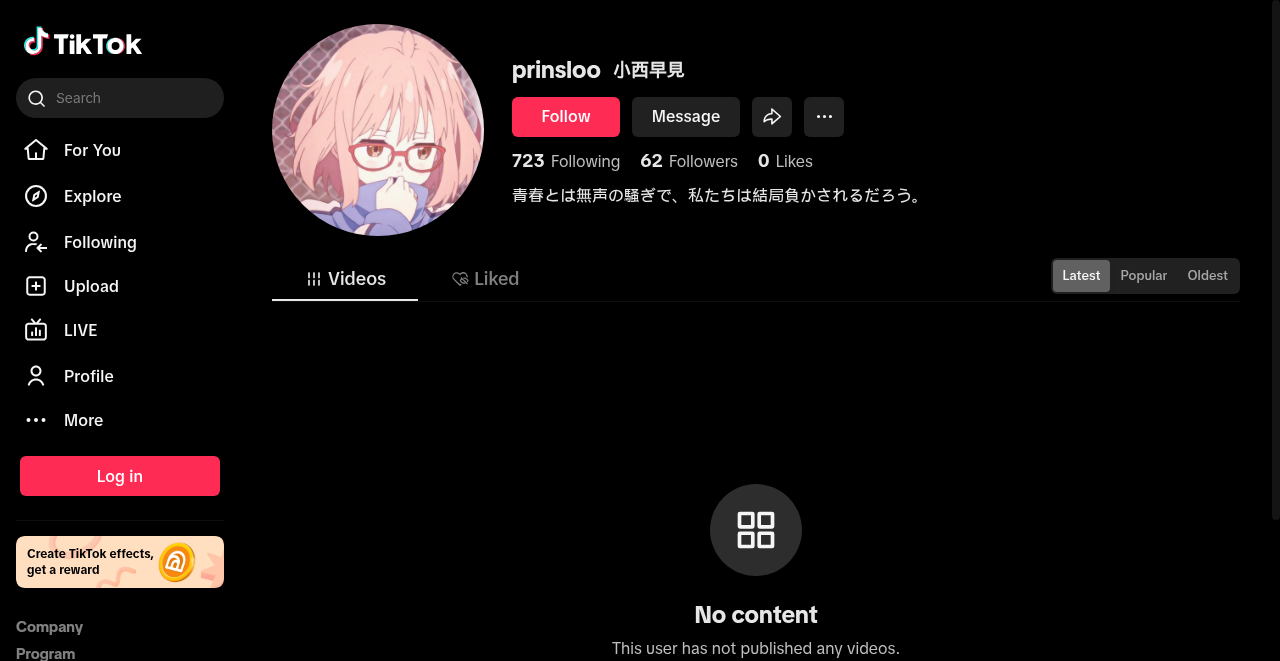 TikTok
Search
For You
Explore
Following
Upload
LIVE
Profile
More
Log in
Create TikTok effects,
get a reward
Company
Program
prinsloo 小西早見
Follow Message
723 Following 62 Followers 0 Likes
青春とは無声の騒ぎで、私たちは結局負かされるだろう。
Videos Liked
Latest Popular Oldest
No content
This user has not published any videos.